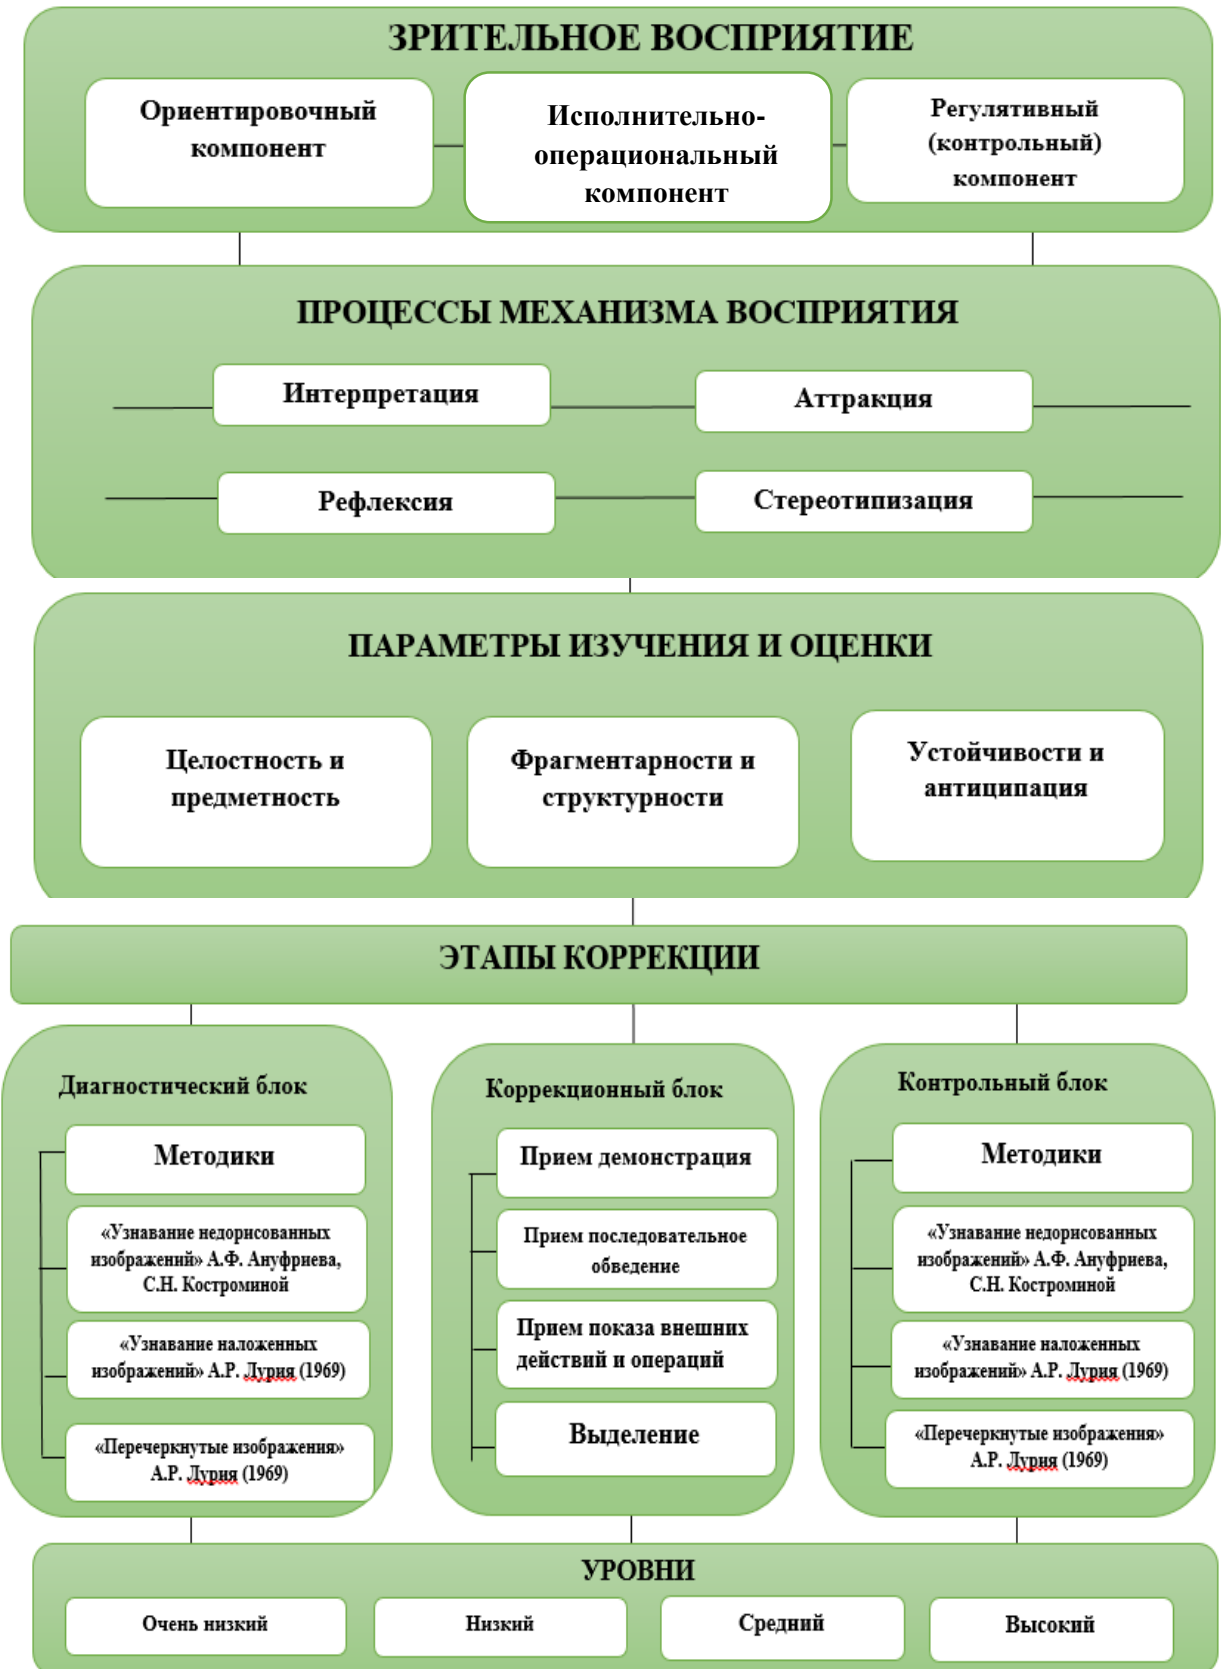 ЗРИТЕЛЬНОЕ ВОСПРИЯТИЕ
Ориентировочный
компонент
Исполнительно-
операциональный
компонент
Регулятивный
(контрольный)
компонент
ПРОЦЕССЫ МЕХАНИЗМА ВОСПРИЯТИЯ
Интерпретация
Аттракция
Рефлексия
Стереотипизация
ПАРАМЕТРЫ ИЗУЧЕНИЯ И ОЦЕНКИ
Целостность и
предметность
Фрагментарности и
структурности
Устойчивости и
антиципация
ЭТАПЫ КОРРЕКЦИИ
Диагностический блок
Методики
«Узнавание недорисованных
изображений» А.Ф. Ануфриева,
С.Н. Костроминой
«Узнавание наложенных
изображений» А.Р. Лурия (1969)
«Перечеркнутые изображения»
А.Р. Лурия (1969)
Коррекционный блок
Прием демонстрация
Прием последовательное
обведение
Прием показа внешних
действий и операций
Выделение
Контрольный блок
Методики
«Узнавание недорисованных
изображений» А.Ф. Ануфриева,
С.Н. Костроминой
«Узнавание наложенных
изображений» А.Р. Лурия (1969)
«Перечеркнутые изображения»
А.Р. Лурия (1969)
УРОВНИ
Очень низкий
Низкий
Средний
Высокий